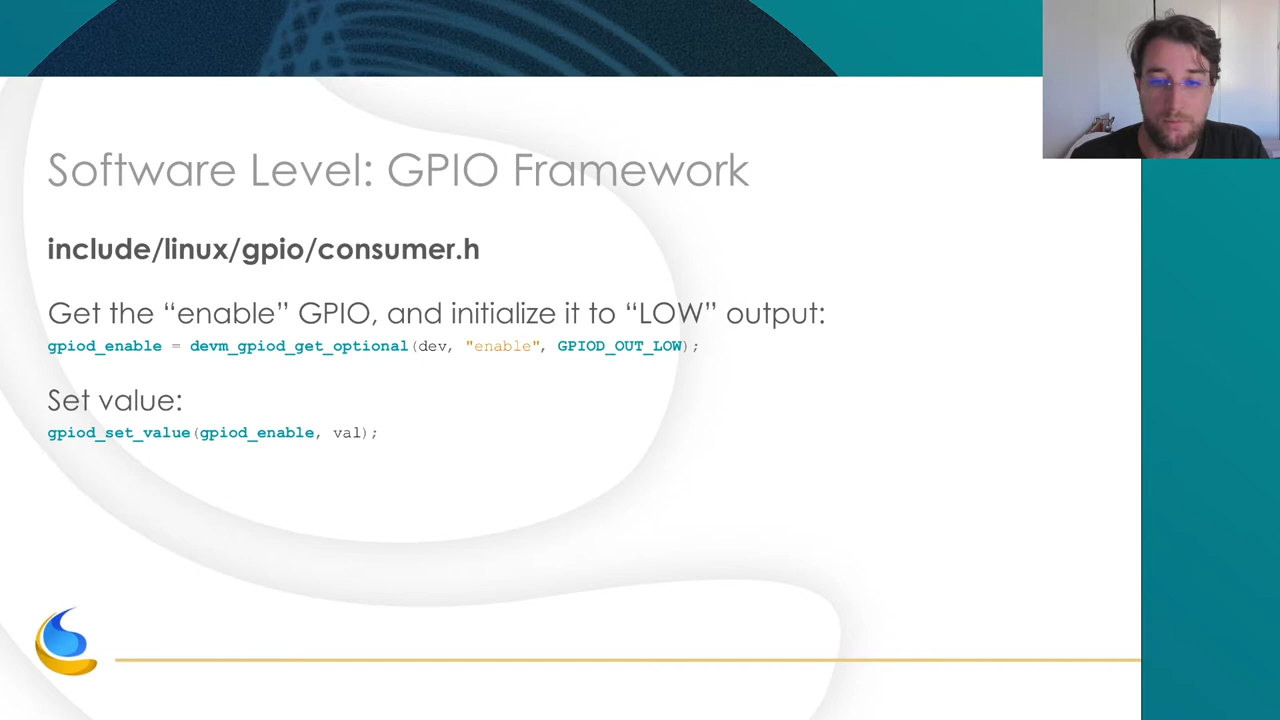 Software Level: GPIO Framework
include/linux/gpio/consumer.h
Get the “enable” GPIO, and initialize it to “LOW” output:
gpiod_enable = devm_gpiod_get_optional(dev, "enable", GPIOD_OUT_LOW);
Set value:
gpiod_set_value(gpiod_enable, val);